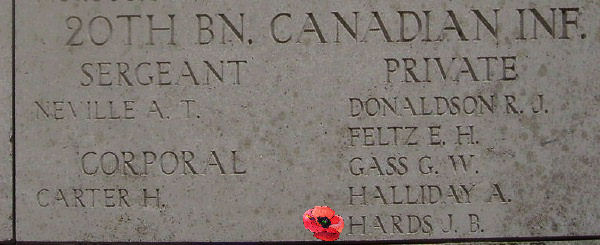 20TH BN. CANADIAN INF.
SERGEANT
NEVILLE A. T.
CORPORAL
CARTER H.
PRIVATE
DONALDSON R. J.
FELTZ E. H.
GASS G. W.
HALLIDAY A.
HARDS J. B.